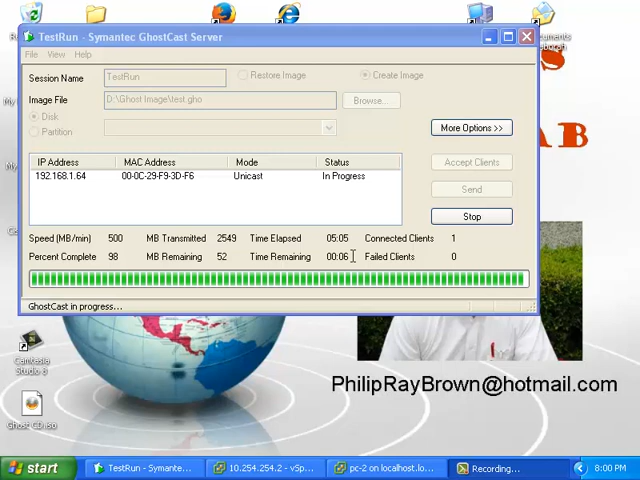 TestRun - Symantec GhostCast Server
File View Help
Session Name TestRun Restore Image Create Image
Image File D:\Ghost Image\test.gho Browse...
Disk
Partition
More Options >>
IP Address MAC Address Mode Status
Accept Clients
192.168.1.64 00-0C-29-F9-3D-F6 Unicast In Progress
Send
Stop
Speed (MB/min) 500 MB Transmitted 2549 Time Elapsed 05:05 Connected Clients 1
Percent Complete 98 MB Remaining 52 Time Remaining 00:06 Failed Clients 0
GhostCast in progress...
Camtasia
Studio 8
PhilipRayBrown@hotmail.com
Ghost CD.iso
start TestRun - Symante... 10.254.254.2 - vSp... pc-2 on localhost.lo... Recording... 8:00 PM